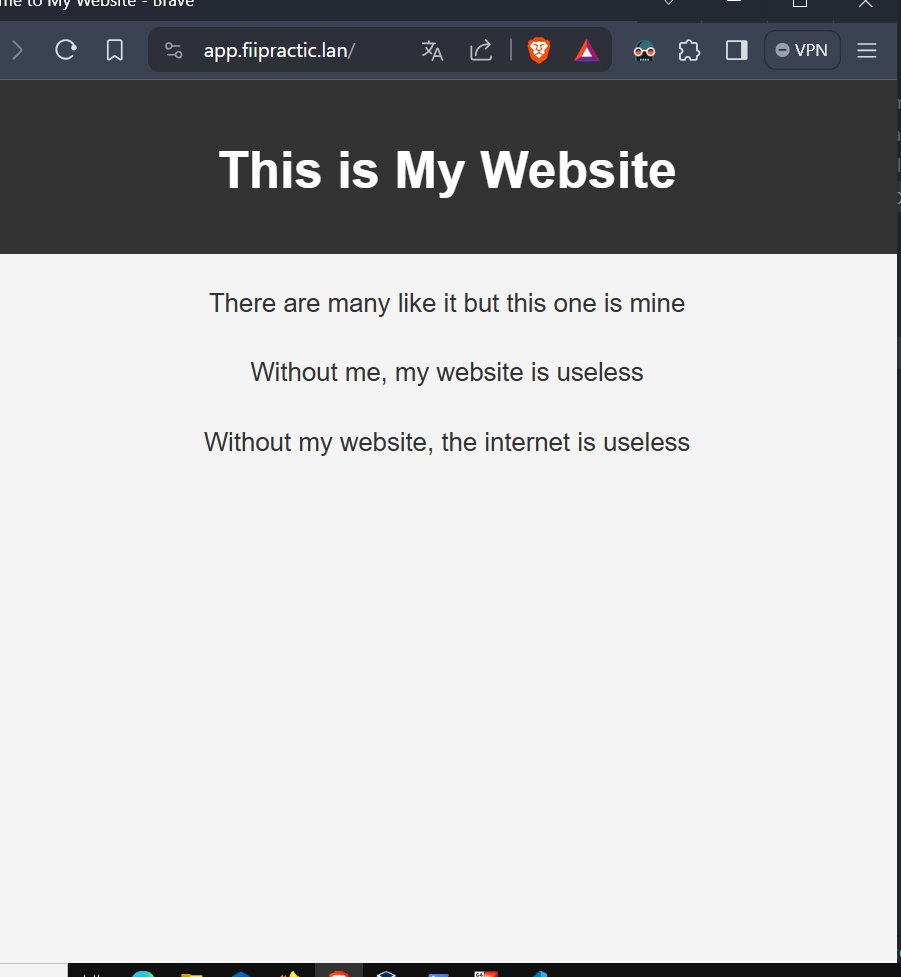 me to My Website - Brave
app.fiipractic.lan/
VPN
This is My Website
There are many like it but this one is mine
Without me, my website is useless
Without my website, the internet is useless